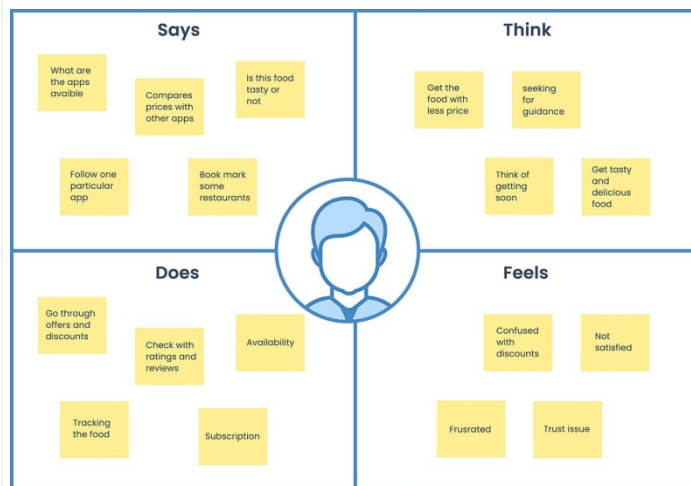 Says
What are
the apps
avaible
Compares
prices with
other apps
Is this food
tasty or
not
Follow one
particular
app
Book mark
some
restaurants
Think
Get the
food with
less price
seeking
for
guidance
Think of
getting
soon
Get tasty
and
delicious
food
Does
Go through
offers and
discounts
Check with
ratings and
reviews
Availability
Tracking
the food
Subscription
Feels
Confused
with
discounts
Not
satisfied
Frusrated
Trust issue